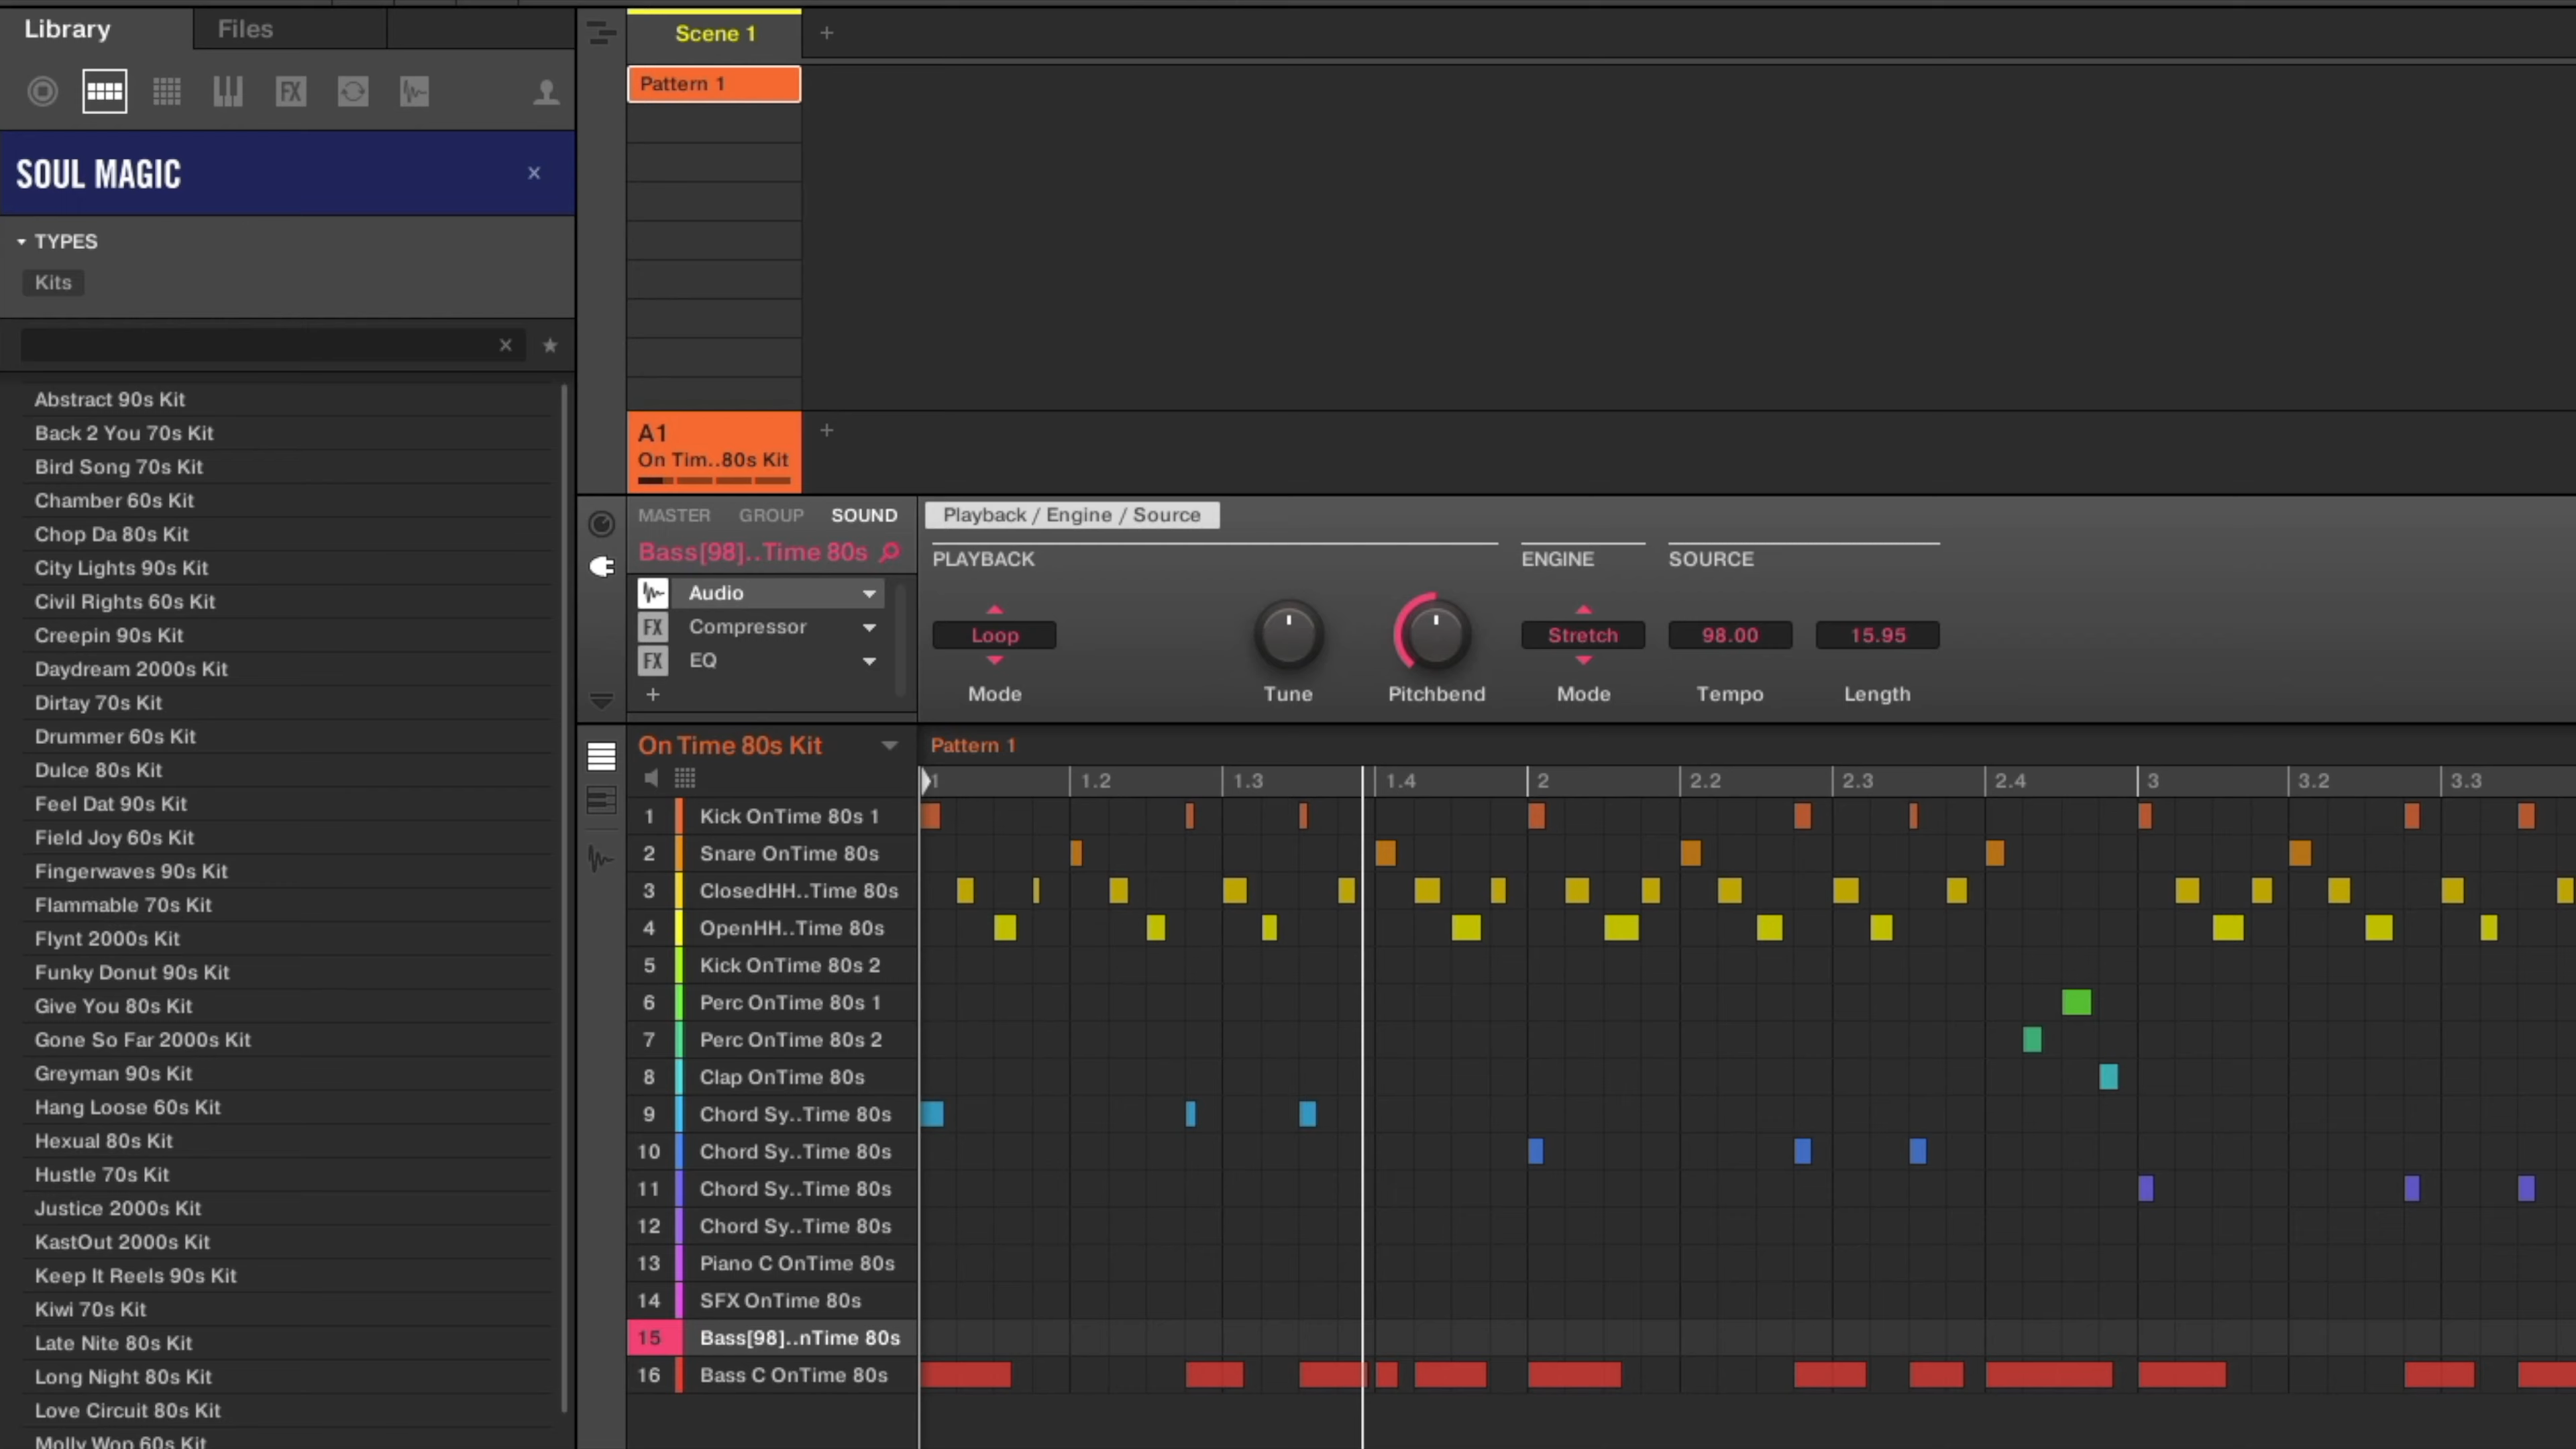 Library
Files
FX
SOUL MAGIC
TYPES
Kits
Abstract 90s Kit
Back 2 You 70s Kit
Bird Song 70s Kit
Chamber 60s Kit
Chop Da 80s Kit
City Lights 90s Kit
Civil Rights 60s Kit
Creepin 90s Kit
Daydream 2000s Kit
Dirtay 70s Kit
Drummer 60s Kit
Dulce 80s Kit
Feel Dat 90s Kit
Field Joy 60s Kit
Fingerwaves 90s Kit
Flammable 70s Kit
Flynt 2000s Kit
Funky Donut 90s Kit
Give You 80s Kit
Gone So Far 2000s Kit
Greyman 90s Kit
Hang Loose 60s Kit
Hexual 80s Kit
Hustle 70s Kit
Justice 2000s Kit
KastOut 2000s Kit
Keep It Reels 90s Kit
Kiwi 70s Kit
Late Nite 80s Kit
Long Night 80s Kit
Love Circuit 80s Kit
Molly Wop 60s Kit
Scene 1 +
Pattern 1
A1 +
On Tim..80s Kit
MASTER GROUP SOUND
Bass[98]..Time 80s
Audio
FX Compressor
FX EQ
+
Playback / Engine / Source
PLAYBACK ENGINE SOURCE
Loop Stretch 98.00 15.95
Mode Tune Pitchbend Mode Tempo Length
On Time 80s Kit
Pattern 1
1 1.2 1.3 1.4 2 2.2 2.3 2.4 3 3.2 3.3
1 Kick OnTime 80s 1
2 Snare OnTime 80s
3 ClosedHH..Time 80s
4 OpenHH..Time 80s
5 Kick OnTime 80s 2
6 Perc OnTime 80s 1
7 Perc OnTime 80s 2
8 Clap OnTime 80s
9 Chord Sy..Time 80s
10 Chord Sy..Time 80s
11 Chord Sy..Time 80s
12 Chord Sy..Time 80s
13 Piano C OnTime 80s
14 SFX OnTime 80s
15 Bass[98]..nTime 80s
16 Bass C OnTime 80s